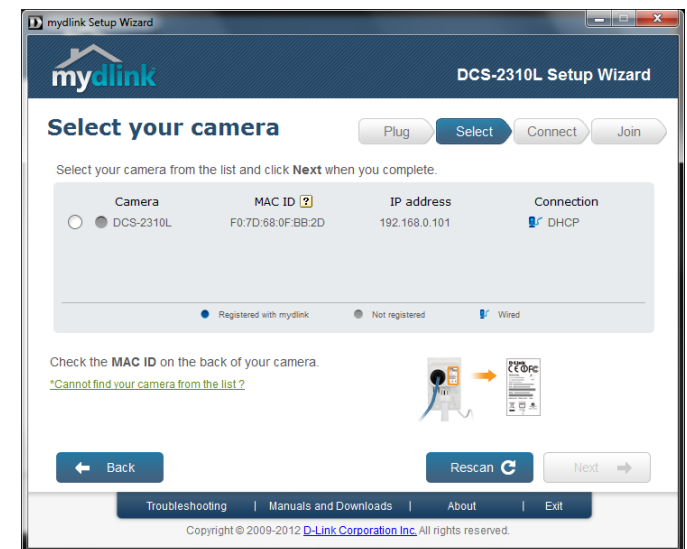 mydlink Setup Wizard
mydlink
DCS-2310L Setup Wizard
Select your camera
Plug Select Connect Join
Select your camera from the list and click Next when you complete.
Camera MAC ID ? IP address Connection
DCS-2310L F0:7D:68:0F:BB:2D 192.168.0.101 DHCP
Registered with mydlink Not registered Wired
Check the MAC ID on the back of your camera.
*Cannot find your camera from the list ?
Back Rescan Next
Troubleshooting | Manuals and Downloads | About | Exit
Copyright © 2009-2012 D-Link Corporation Inc. All rights reserved.